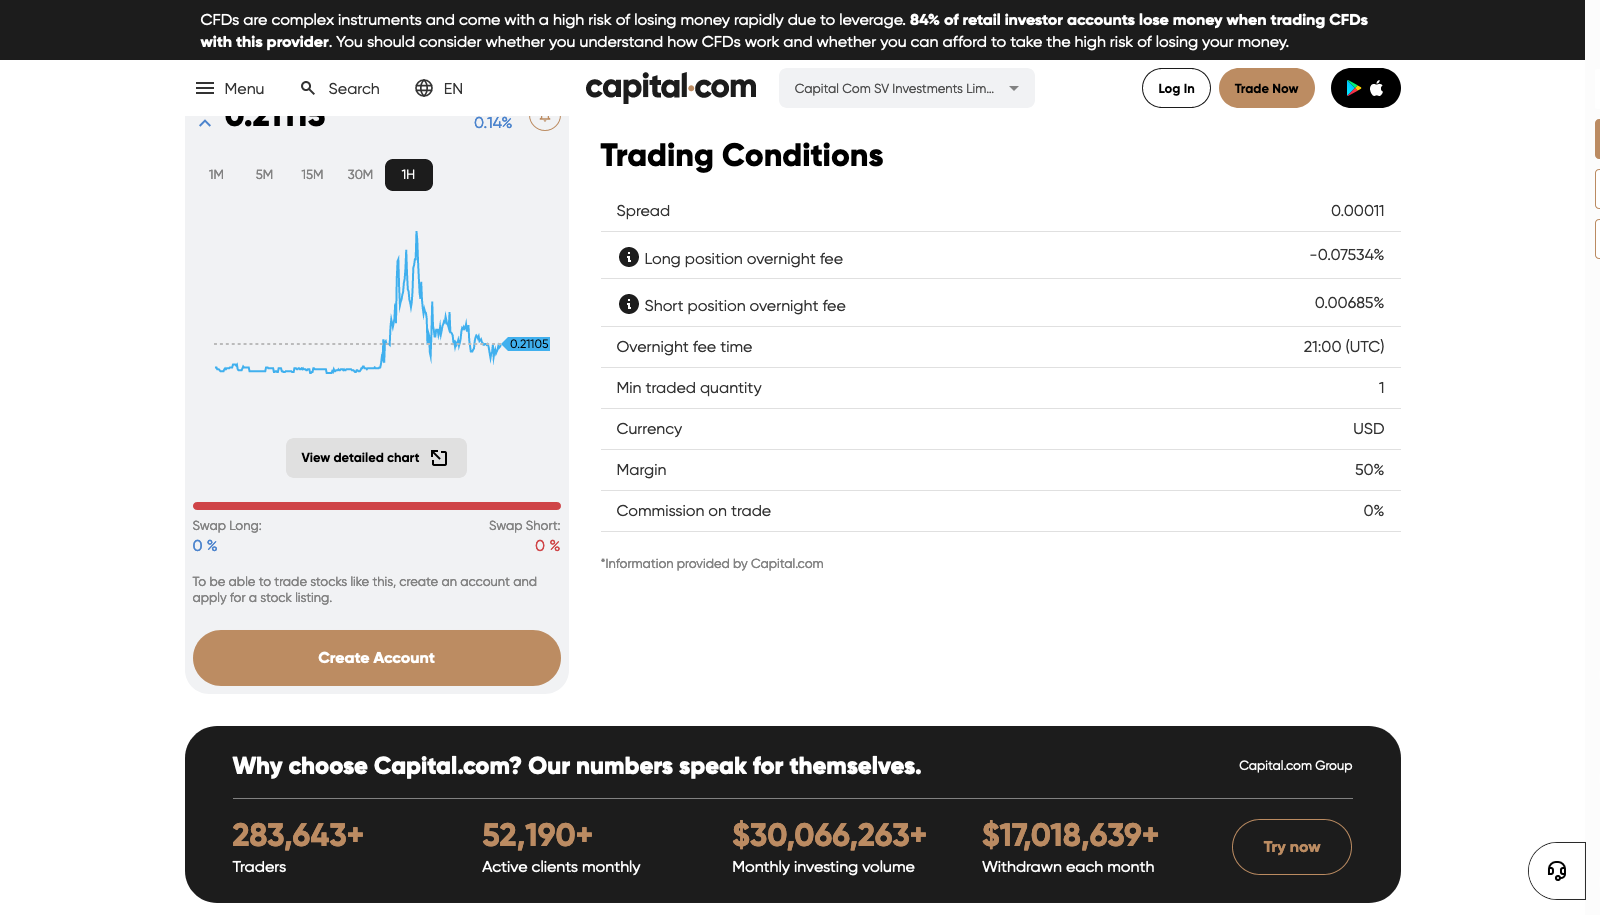 CFDs are complex instruments and come with a high risk of losing money rapidly due to leverage. 84% of retail investor accounts lose money when trading CFDs
with this provider. You should consider whether you understand how CFDs work and whether you can afford to take the high risk of losing your money.
Menu
Search
EN
capital.com
Capital Com SV Investments Lim...
Log In
Trade Now
0.21115
0.14%
1M
5M
15M
30M
1H
0.21105
View detailed chart
Swap Long:
Swap Short:
0 %
0 %
To be able to trade stocks like this, create an account and
apply for a stock listing.
Create Account
Trading Conditions
Spread
0.00011
Long position overnight fee
-0.07534%
Short position overnight fee
0.00685%
Overnight fee time
21:00 (UTC)
Min traded quantity
1
Currency
USD
Margin
50%
Commission on trade
0%
*Information provided by Capital.com
Why choose Capital.com? Our numbers speak for themselves.
Capital.com Group
283,643+
Traders
52,190+
Active clients monthly
$30,066,263+
Monthly investing volume
$17,018,639+
Withdrawn each month
Try now